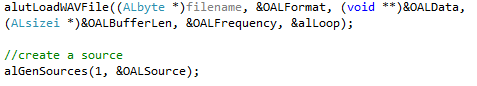 alutLoadWAVFile((ALbyte *)filename, &OALFormat, (void **)&OALData,
(ALsizei *)&OALBufferLen, &OALFrequency, &alLoop);
//create a source
alGenSources(1, &OALSource);